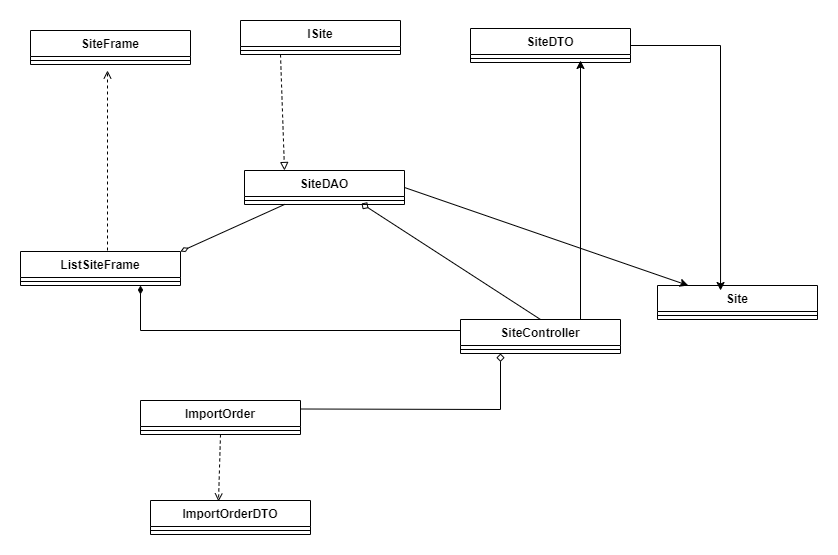 SiteFrame
ISite
SiteDTO
SiteDAO
ListSiteFrame
Site
SiteController
ImportOrder
ImportOrderDTO